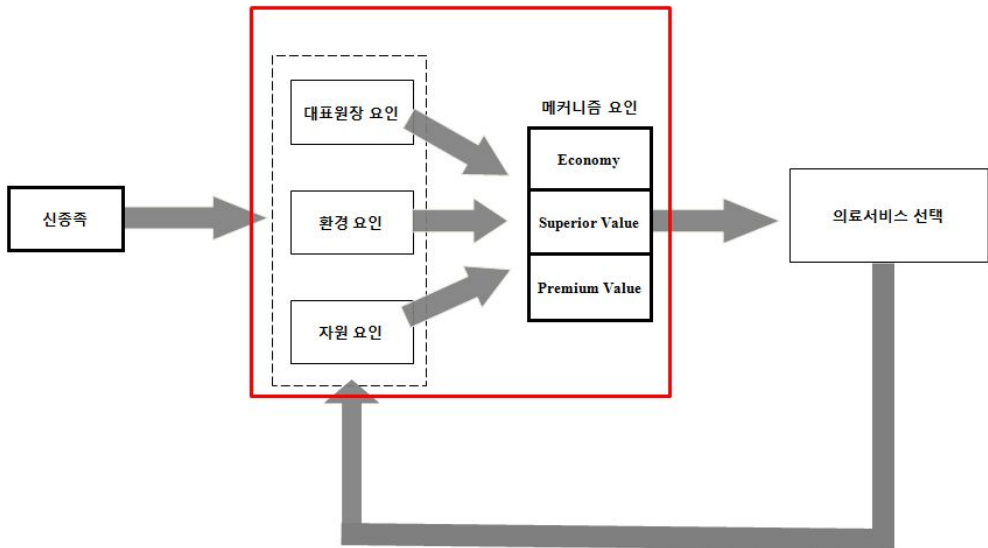 대표원장 요인
메커니즘 요인
Economy
신종족
환경 요인
Superior Value
의료서비스 선택
Premium Value
자원 요인